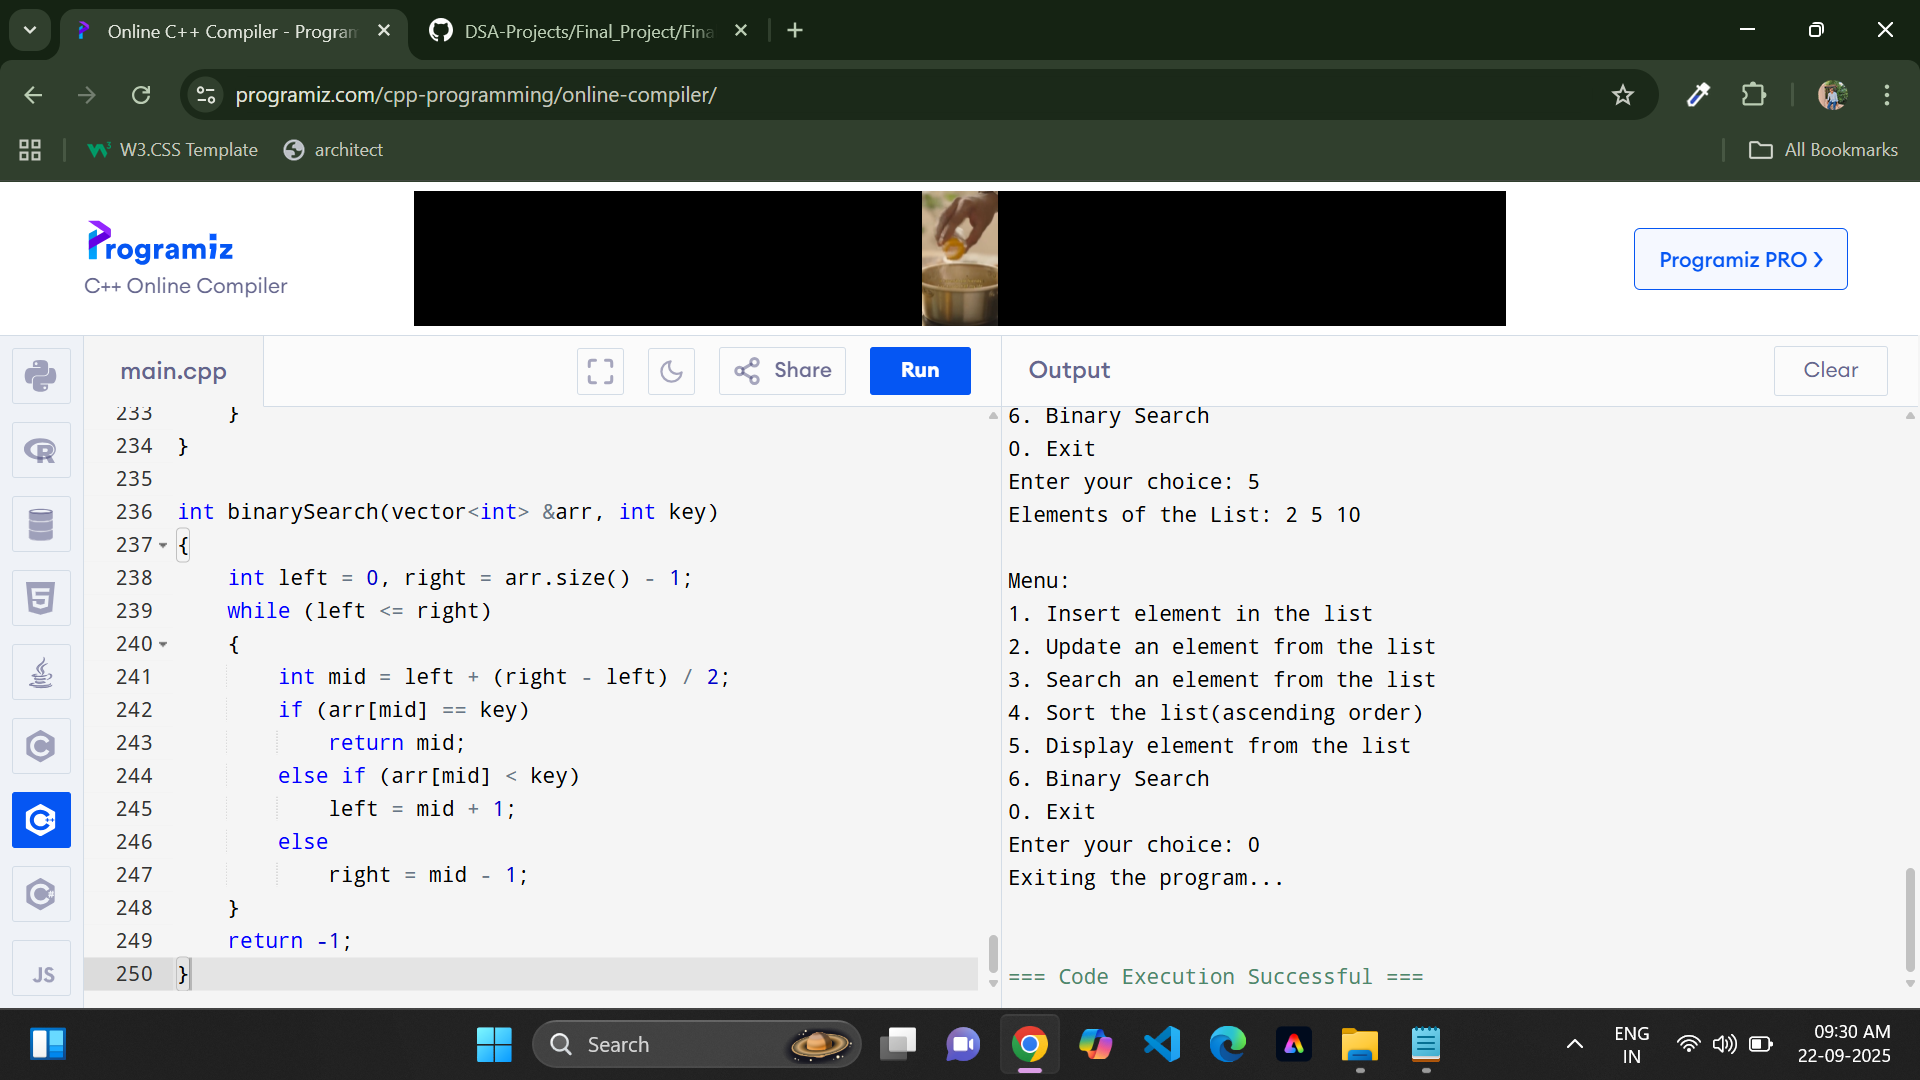 Online C++ Compiler - Program
DSA-Projects/Final_Project/Fina
programiz.com/cpp-programming/online-compiler/
W3.CSS Template
architect
All Bookmarks
Programiz
C++ Online Compiler
Programiz PRO ›
main.cpp
Share
Run
Output
Clear
233 }
234 }
235
236 int binarySearch(vector<int> &arr, int key)
237 {
238 int left = 0, right = arr.size() - 1;
239 while (left <= right)
240 {
241 int mid = left + (right - left) / 2;
242 if (arr[mid] == key)
243 return mid;
244 else if (arr[mid] < key)
245 left = mid + 1;
246 else
247 right = mid - 1;
248 }
249 return -1;
250 }
6. Binary Search
0. Exit
Enter your choice: 5
Elements of the List: 2 5 10
Menu:
1. Insert element in the list
2. Update an element from the list
3. Search an element from the list
4. Sort the list(ascending order)
5. Display element from the list
6. Binary Search
0. Exit
Enter your choice: 0
Exiting the program...
=== Code Execution Successful ===
JS
Search
ENG
IN
09:30 AM
22-09-2025